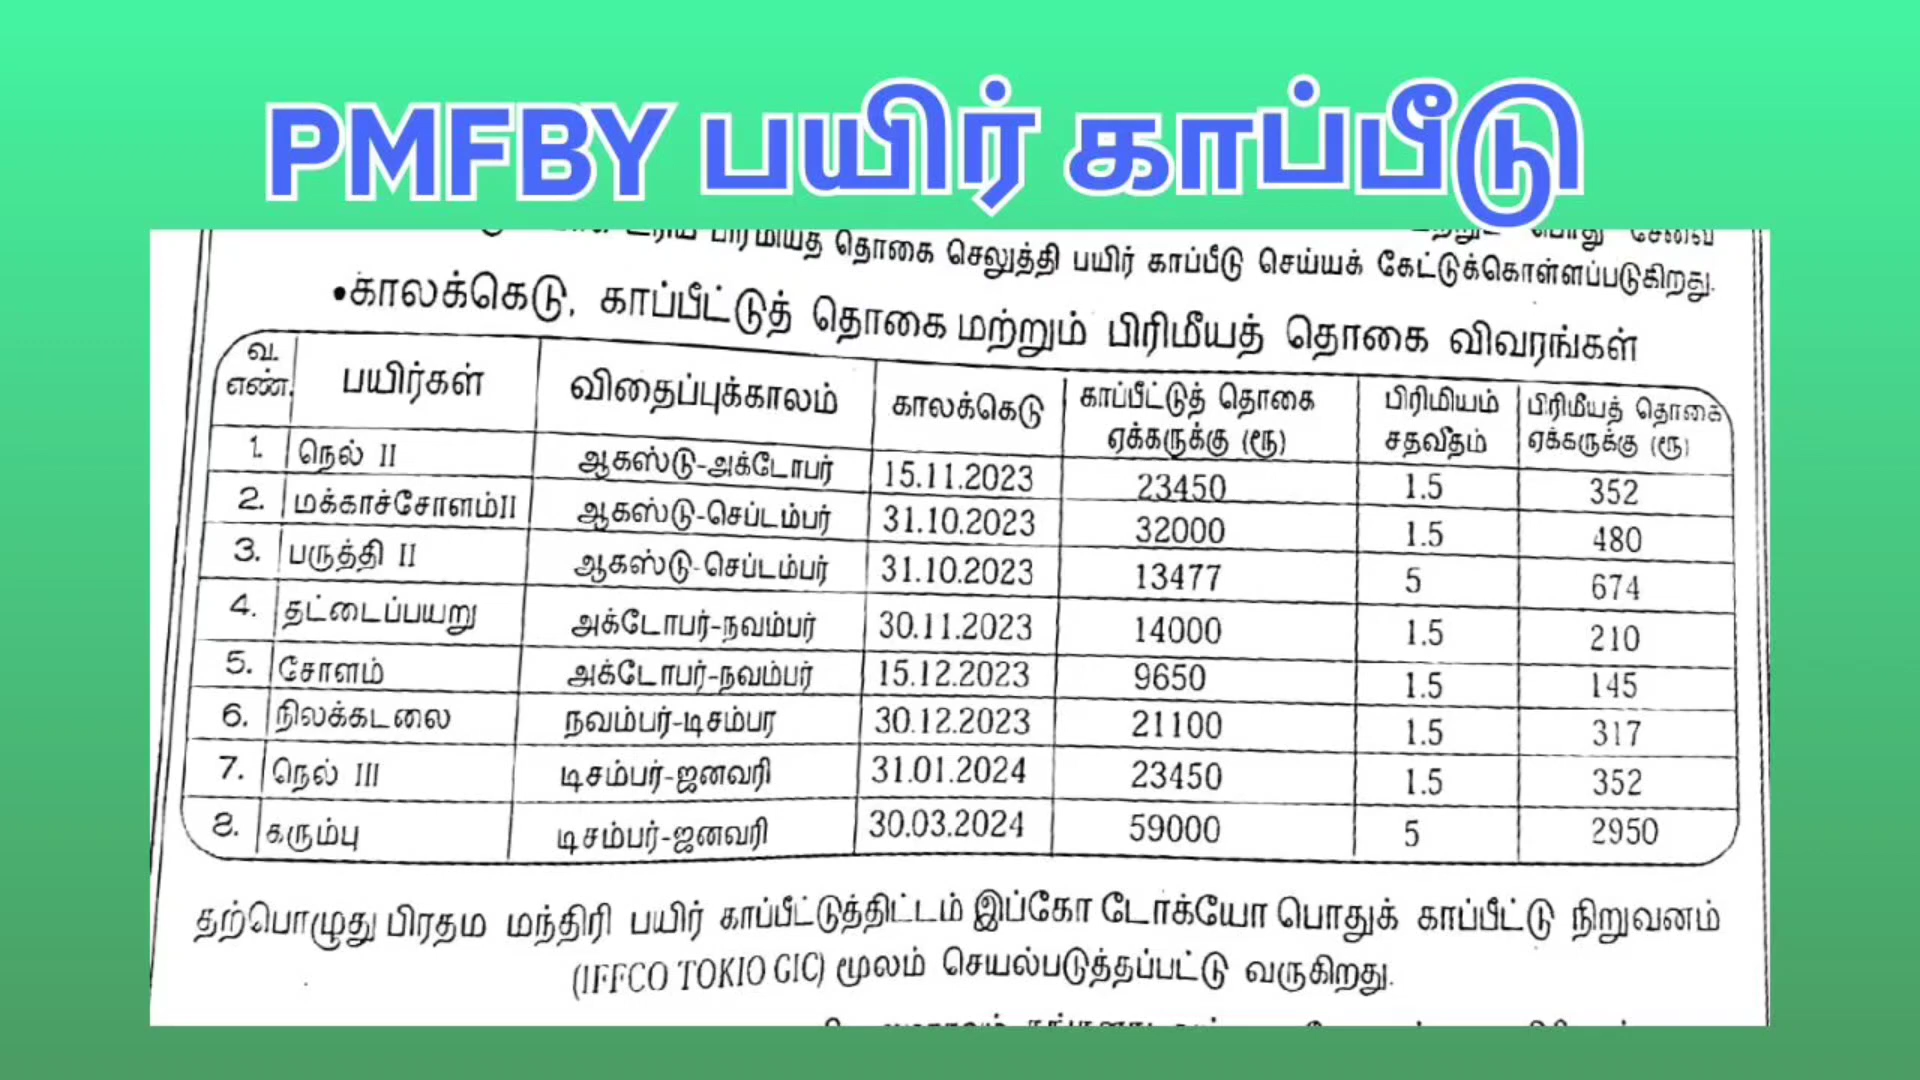 PMFBY பயிர் காப்பீடு
பிரிமியத் தொகை செலுத்தி பயிர் காப்பீடு செய்யக் கேட்டுக்கொள்ளப்படுகிறது.
•காலக்கெடு, காப்பீட்டுத் தொகை மற்றும் பிரிமீயத் தொகை விவரங்கள்
வ. எண். பயிர்கள் விதைப்புக்காலம் காலக்கெடு காப்பீட்டுத் தொகை ஏக்கருக்கு (ரூ) பிரிமியம் சதவீதம் பிரிமீயத் தொகை ஏக்கருக்கு (ரூ)
1. நெல் II ஆகஸ்டு-அக்டோபர் 15.11.2023 23450 1.5 352
2. மக்காச்சோளம்II ஆகஸ்டு-செப்டம்பர் 31.10.2023 32000 1.5 480
3. பருத்தி II ஆகஸ்டு-செப்டம்பர் 31.10.2023 13477 5 674
4. தட்டைப்பயறு அக்டோபர்-நவம்பர் 30.11.2023 14000 1.5 210
5. சோளம் அக்டோபர்-நவம்பர் 15.12.2023 9650 1.5 145
6. நிலக்கடலை நவம்பர்-டிசம்பர 30.12.2023 21100 1.5 317
7. நெல் III டிசம்பர்-ஜனவரி 31.01.2024 23450 1.5 352
8. கரும்பு டிசம்பர்-ஜனவரி 30.03.2024 59000 5 2950
தற்பொழுது பிரதம மந்திரி பயிர் காப்பீட்டுத்திட்டம் இப்கோ டோக்யோ பொதுக் காப்பீட்டு நிறுவனம்
(IFFCO TOKIO GIC) மூலம் செயல்படுத்தப்பட்டு வருகிறது.